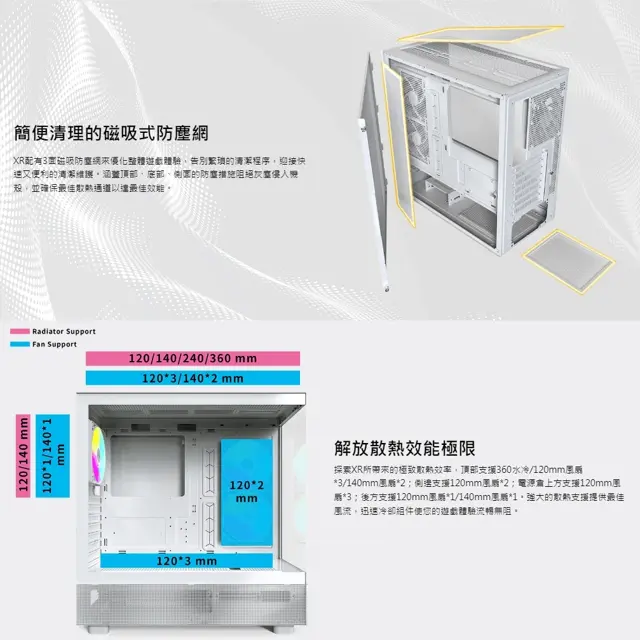 簡便清理的磁吸式防塵網
XR配有3面磁吸防塵網來優化整體遊戲體驗，告別繁瑣的清潔程序，迎接快
速又便利的清潔維護。涵蓋頂部、底部、側面的防塵措施阻絕灰塵侵入機
殼，並確保最佳散熱通道以達最佳效能。
Radiator Support
Fan Support
120/140/240/360 mm
120*3/140*2 mm
120/140 mm
120*1/140*1
mm
120*2
mm
120*3 mm
解放散熱效能極限
探索XR所帶來的極致散熱效率，頂部支援360水冷/120mm風扇
*3/140mm風扇*2；側邊支援120mm風扇*2；電源倉上方支援120mm風
扇*3；後方支援120mm風扇*1/140mm風扇*1。強大的散熱支援提供最佳
風流，迅速冷卻組件使您的遊戲體驗流暢無阻。